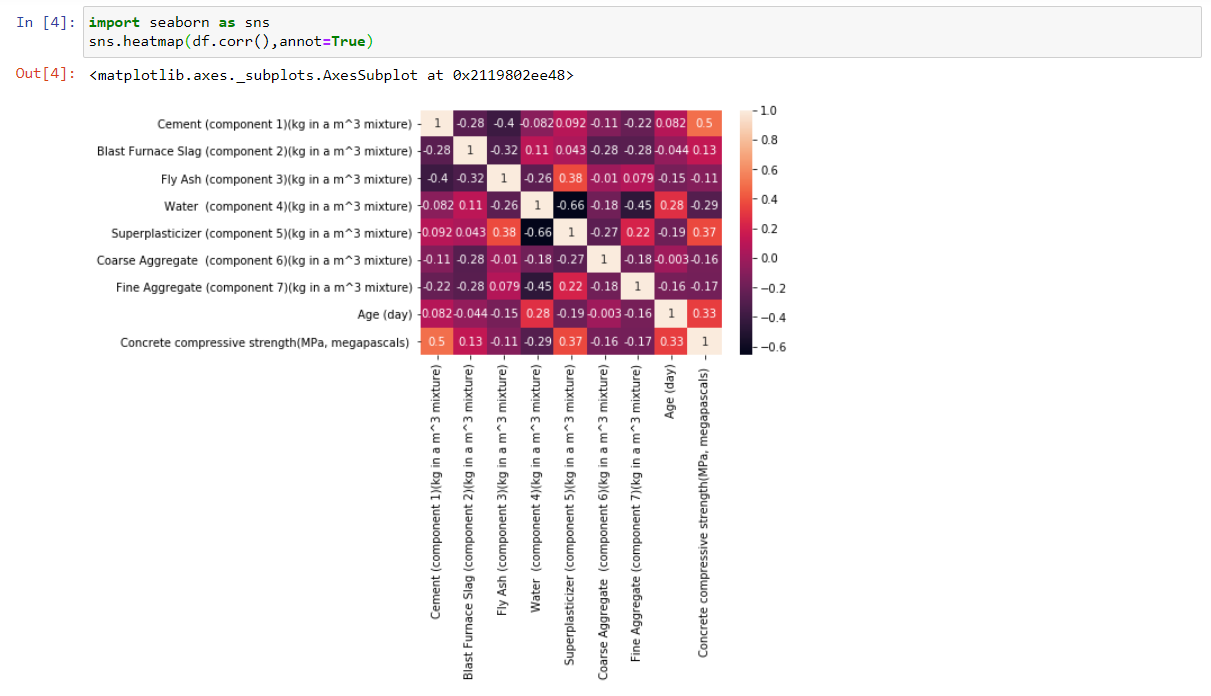 In [4]: import seaborn as sns
sns.heatmap(df.corr(),annot=True)
Out[4]: <matplotlib.axes._subplots.AxesSubplot at 0x2119802ee48>
Cement (component 1)(kg in a m^3 mixture) 1 -0.28 -0.4 -0.082 0.092 -0.11 -0.22 0.082 0.5
Blast Furnace Slag (component 2)(kg in a m^3 mixture) -0.28 1 -0.32 0.11 0.043 -0.28 -0.28 -0.044 0.13
Fly Ash (component 3)(kg in a m^3 mixture) -0.4 -0.32 1 -0.26 0.38 -0.01 0.079 -0.15 -0.11
Water  (component 4)(kg in a m^3 mixture) -0.082 0.11 -0.26 1 -0.66 -0.18 -0.45 0.28 -0.29
Superplasticizer (component 5)(kg in a m^3 mixture) 0.092 0.043 0.38 -0.66 1 -0.27 0.22 -0.19 0.37
Coarse Aggregate  (component 6)(kg in a m^3 mixture) -0.11 -0.28 -0.01 -0.18 -0.27 1 -0.18 -0.003 -0.16
Fine Aggregate (component 7)(kg in a m^3 mixture) -0.22 -0.28 0.079 -0.45 0.22 -0.18 1 -0.16 -0.17
Age (day) 0.082 -0.044 -0.15 0.28 -0.19 -0.003 -0.16 1 0.33
Concrete compressive strength(MPa, megapascals) 0.5 0.13 -0.11 -0.29 0.37 -0.16 -0.17 0.33 1
1.0
0.8
0.6
0.4
0.2
0.0
−0.2
−0.4
−0.6
Cement (component 1)(kg in a m^3 mixture)
Blast Furnace Slag (component 2)(kg in a m^3 mixture)
Fly Ash (component 3)(kg in a m^3 mixture)
Water  (component 4)(kg in a m^3 mixture)
Superplasticizer (component 5)(kg in a m^3 mixture)
Coarse Aggregate  (component 6)(kg in a m^3 mixture)
Fine Aggregate (component 7)(kg in a m^3 mixture)
Age (day)
Concrete compressive strength(MPa, megapascals)